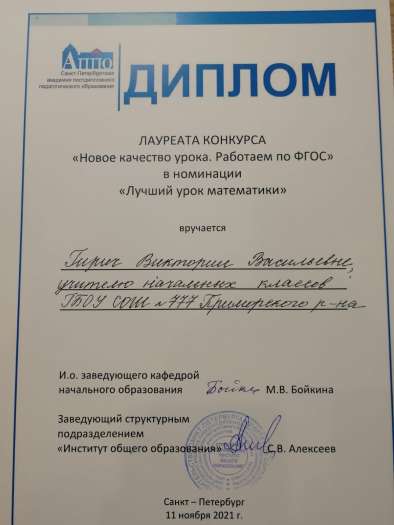 АППО
Санкт-Петербургская
академия постдипломного
педагогического образования
ДИПЛОМ
ЛАУРЕАТА КОНКУРСА
«Новое качество урока. Работаем по ФГОС»
в номинации
«Лучший урок математики»
вручается
Гирич Виктории Васильевне,
учителю начальных классов
ГБОУ СОШ №777 Приморского р-на
И.о. заведующего кафедрой
начального образования М.В. Бойкина
Заведующий структурным
подразделением
«Институт общего образования» С.В. Алексеев
Санкт – Петербург
11 ноября 2021 г.